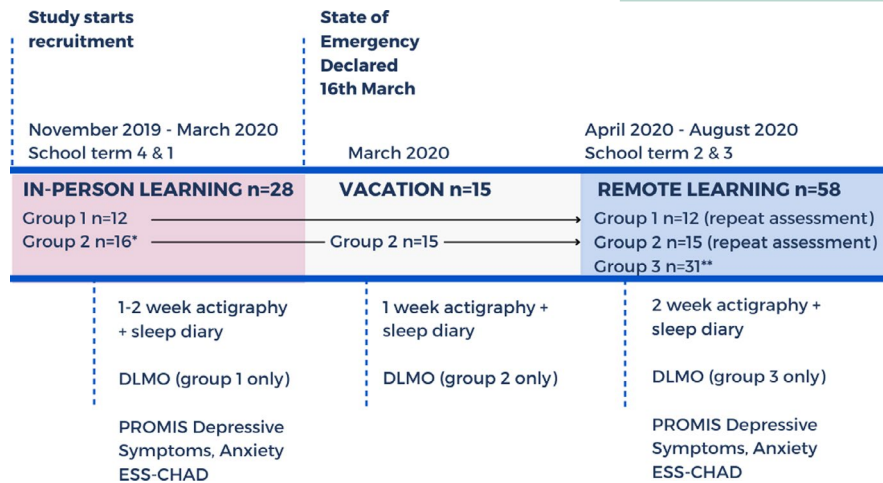 Study starts
recruitment
State of
Emergency
Declared
16th March
November 2019 - March 2020
School term 4 & 1
March 2020
April 2020 - August 2020
School term 2 & 3
IN-PERSON LEARNING n=28
Group 1 n=12
Group 2 n=16*
VACATION n=15
Group 2 n=15
REMOTE LEARNING n=58
Group 1 n=12 (repeat assessment)
Group 2 n=15 (repeat assessment)
Group 3 n=31**
1-2 week actigraphy
+ sleep diary
DLMO (group 1 only)
PROMIS Depressive
Symptoms, Anxiety
ESS-CHAD
1 week actigraphy +
sleep diary
DLMO (group 2 only)
2 week actigraphy +
sleep diary
DLMO (group 3 only)
PROMIS Depressive
Symptoms, Anxiety
ESS-CHAD